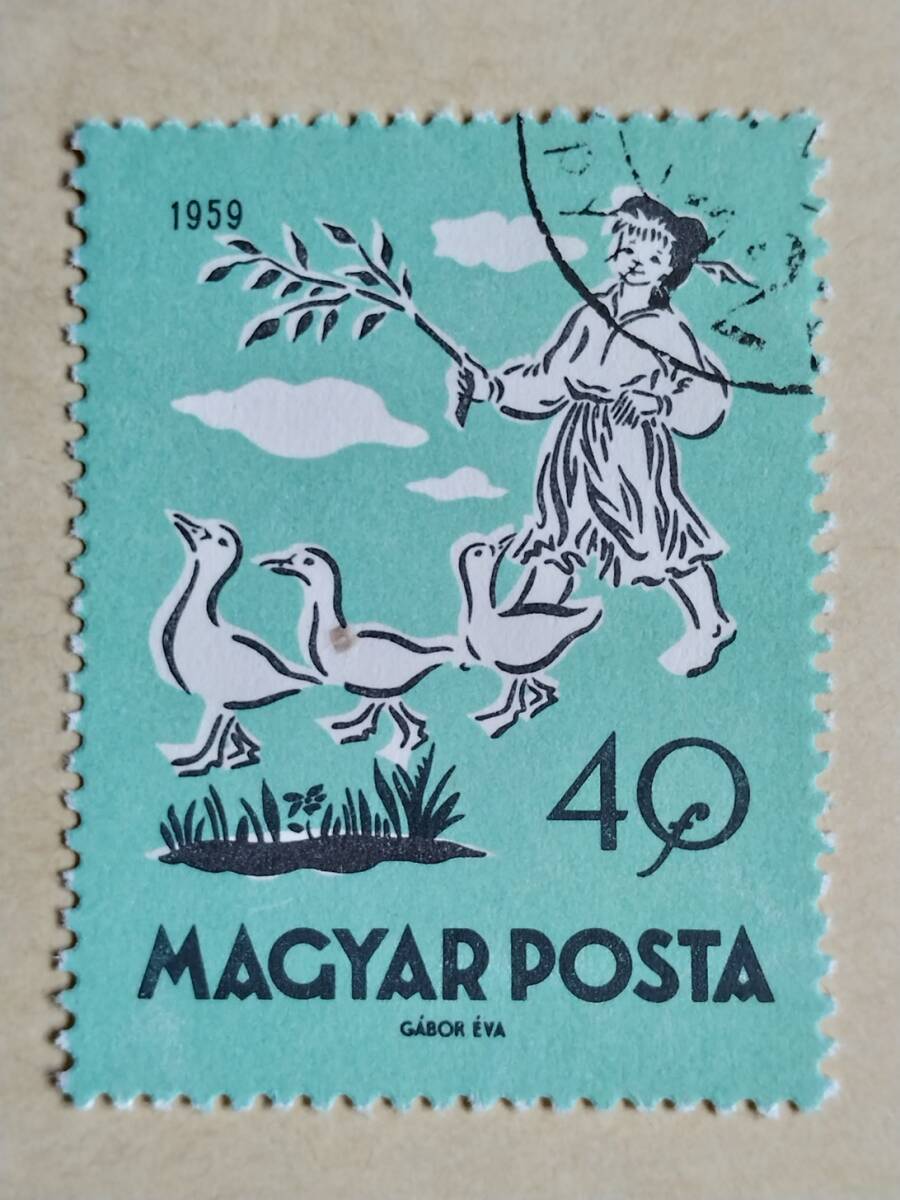 1959
40f
MAGYAR POSTA
GÁBOR ÉVA